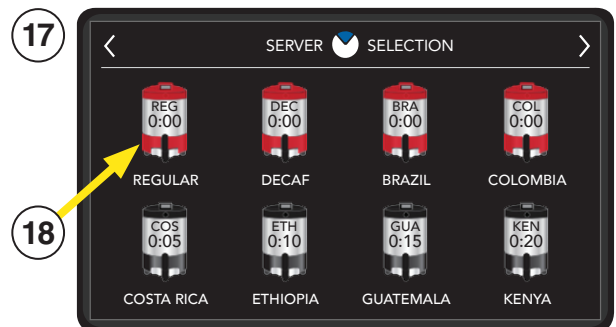 17
SERVER SELECTION
REG DEC BRA COL
0:00 0:00 0:00 0:00
REGULAR DECAF BRAZIL COLOMBIA
18
COS ETH GUA KEN
0:05 0:10 0:15 0:20
COSTA RICA ETHIOPIA GUATEMALA KENYA